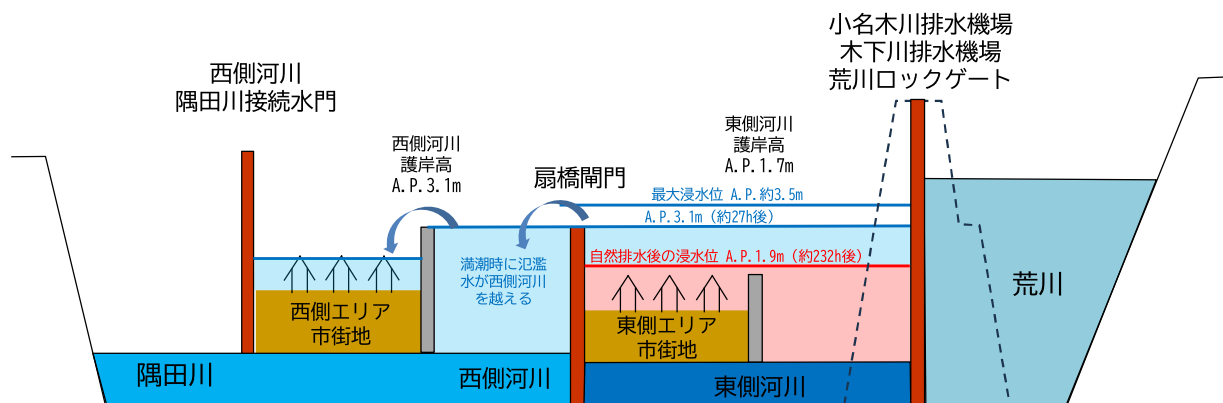 小名木川排水機場
木下川排水機場
荒川ロックゲート
西側河川
隅田川接続水門
西側河川
護岸高
A.P.3.1m
東側河川
護岸高
A.P.1.7m
扇橋閘門
最大浸水位 A.P.約3.5m
A.P.3.1m（約27h後）
自然排水後の浸水位 A.P.1.9m（約232h後）
満潮時に氾濫
水が西側河川
を越える
荒川
西側エリア
市街地
東側エリア
市街地
隅田川
西側河川
東側河川